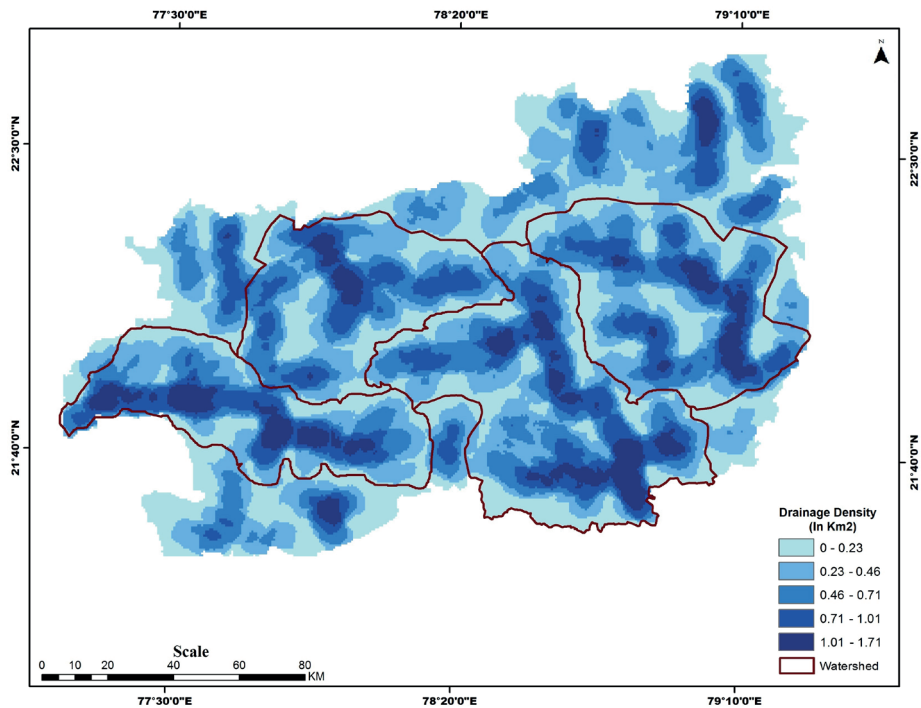 77°30'0"E 78°20'0"E 79°10'0"E
z
22°30'0"N 22°30'0"N
21°40'0"N 21°40'0"N
Drainage Density
(In Km2)
0 - 0.23
0.23 - 0.46
0.46 - 0.71
0.71 - 1.01
1.01 - 1.71
Watershed
Scale
0 5 10 20 40 60 80
KM
77°30'0"E 78°20'0"E 79°10'0"E